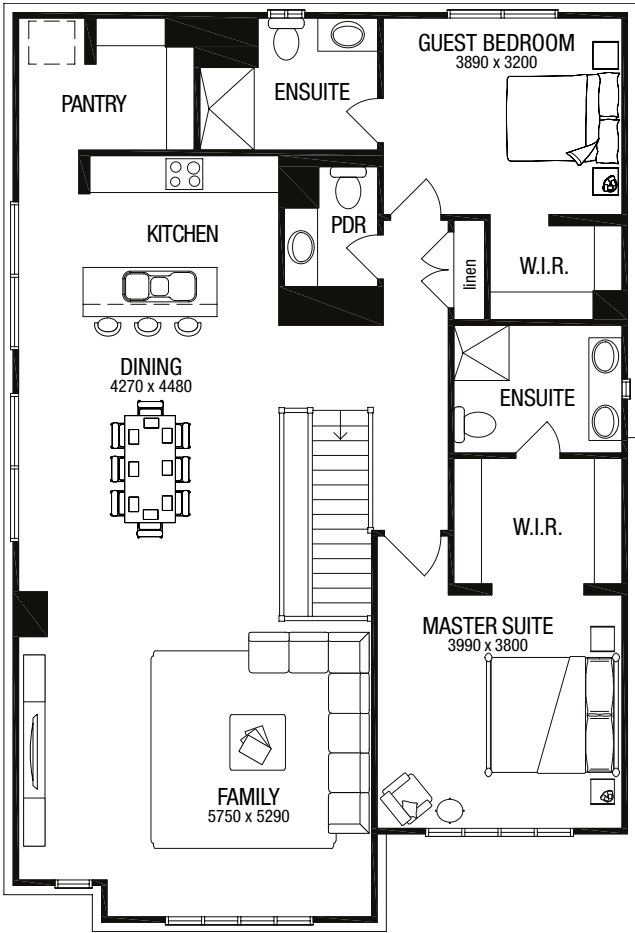 GUEST BEDROOM
3890 x 3200
ENSUITE
PANTRY
PDR
KITCHEN
linen
W.I.R.
DINING
4270 x 4480
ENSUITE
W.I.R.
MASTER SUITE
3990 x 3800
FAMILY
5750 x 5290